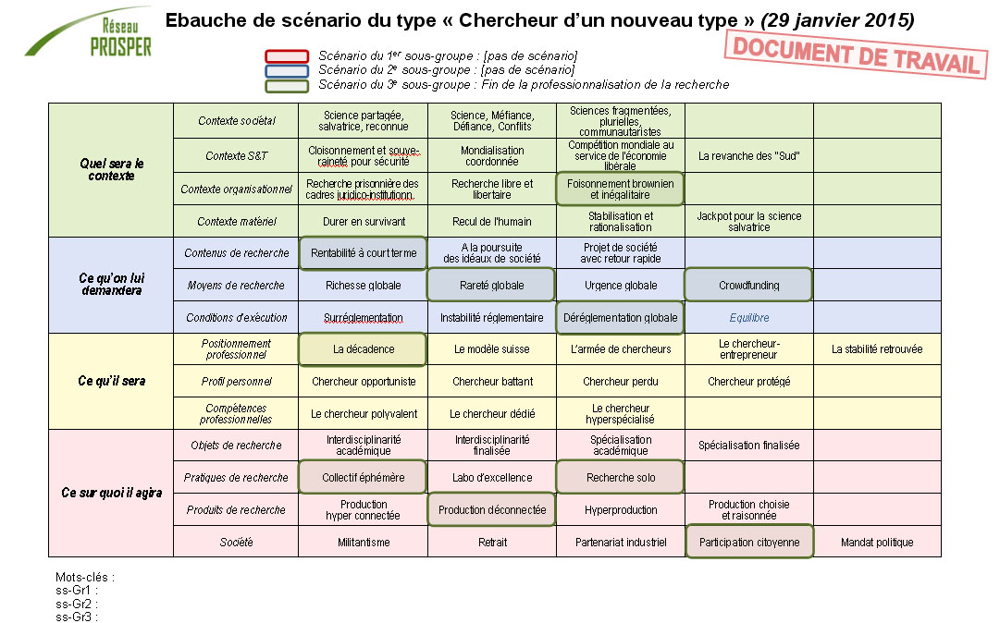 Réseau
PROSPER
Ebauche de scénario du type « Chercheur d'un nouveau type » (29 janvier 2015)
DOCUMENT DE TRAVAIL
Scénario du 1er sous-groupe : [pas de scénario]
Scénario du 2e sous-groupe : [pas de scénario]
Scénario du 3e sous-groupe : Fin de la professionnalisation de la recherche
Quel sera le
contexte
Contexte sociétal
Science partagée,
salvatrice, reconnue
Science, Méfiance,
Défiance, Conflits
Sciences fragmentées,
plurielles,
communautaristes
Contexte S&T
Cloisonnement et souve-
raineté pour sécurité
Mondialisation
coordonnée
Compétition mondiale au
service de l'économie
libérale
La revanche des "Sud"
Contexte organisationnel
Recherche prisonnière des
cadres juridico-institutionn.
Recherche libre et
libertaire
Foisonnement brownien
et inégalitaire
Contexte matériel
Durer en survivant
Recul de l'humain
Stabilisation et
rationalisation
Jackpot pour la science
salvatrice
Ce qu'on lui
demandera
Contenus de recherche
Rentabilité à court terme
A la poursuite
des idéaux de société
Projet de société
avec retour rapide
Moyens de recherche
Richesse globale
Rareté globale
Urgence globale
Crowdfunding
Conditions d'exécution
Surréglementation
Instabilité réglementaire
Déréglementation globale
Equilibre
Ce qu'il sera
Positionnement
professionnel
La décadence
Le modèle suisse
L'armée de chercheurs
Le chercheur-
entrepreneur
La stabilité retrouvée
Profil personnel
Chercheur opportuniste
Chercheur battant
Chercheur perdu
Chercheur protégé
Compétences
professionnelles
Le chercheur polyvalent
Le chercheur dédié
Le chercheur
hyperspécialisé
Ce sur quoi il agira
Objets de recherche
Interdisciplinarité
académique
Interdisciplinarité
finalisée
Spécialisation
académique
Spécialisation finalisée
Pratiques de recherche
Collectif éphémère
Labo d'excellence
Recherche solo
Produits de recherche
Production
hyper connectée
Production déconnectée
Hyperproduction
Production choisie
et raisonnée
Société
Militantisme
Retrait
Partenariat industriel
Participation citoyenne
Mandat politique
Mots-clés :
ss-Gr1 :
ss-Gr2 :
ss-Gr3 :